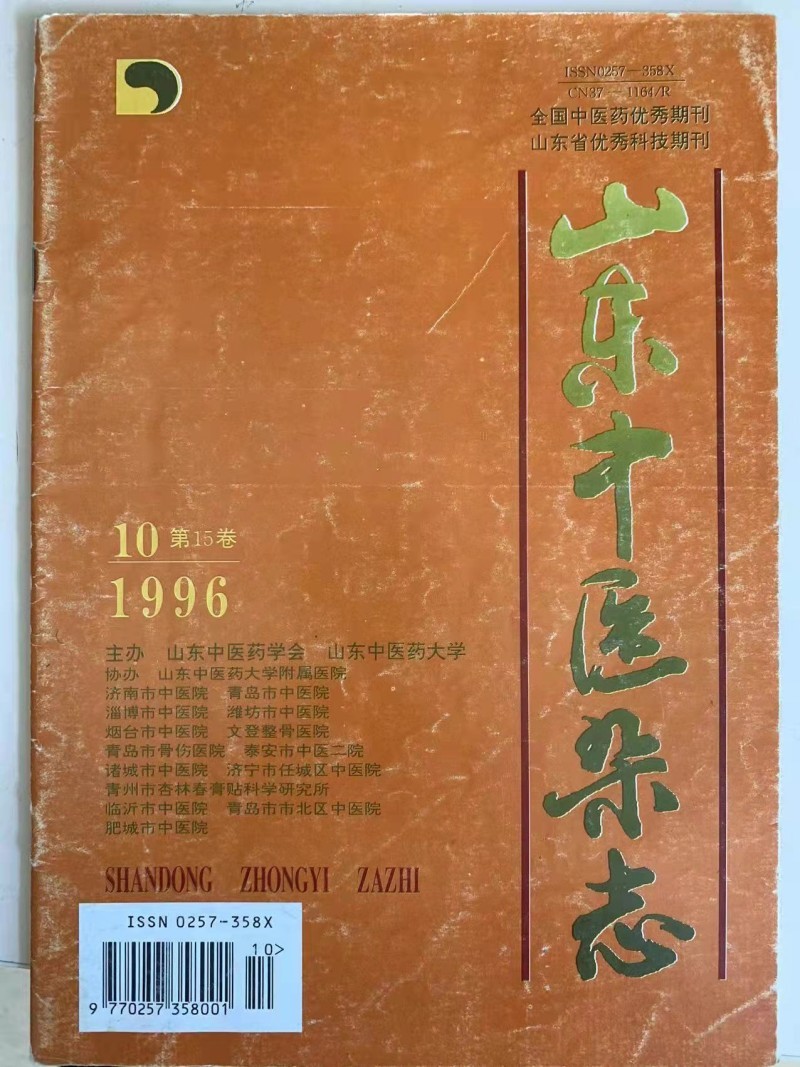 ISSN0257—358X
CN37—1164/R
全国中医药优秀期刊
山东省优秀科技期刊
山东中医杂志
10 第15卷
1996
主办 山东中医药学会 山东中医药大学
协办 山东中医药大学附属医院
济南市中医院 青岛市中医院
淄博市中医院 潍坊市中医院
烟台市中医院 文登整骨医院
青岛市骨伤医院 泰安市中医二院
诸城市中医院 济宁市任城区中医院
青州市杏林春膏贴科学研究所
临沂市中医院 青岛市市北区中医院
肥城市中医院
SHANDONG ZHONGYI ZAZHI
ISSN 0257-358X
10>
9 770257 358001